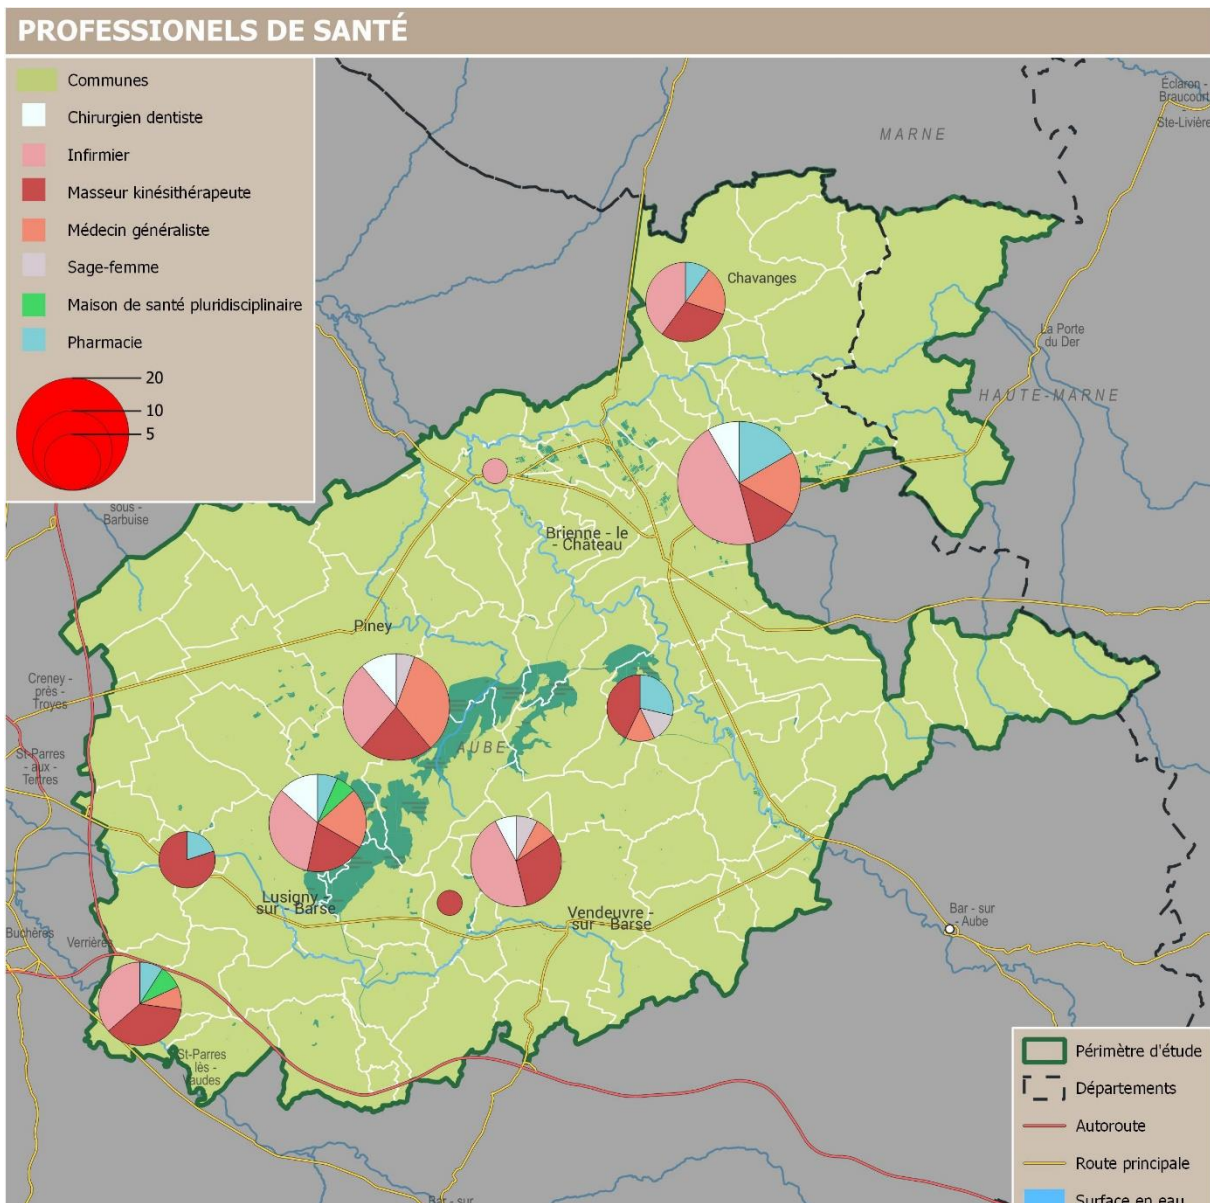 PROFESSIONELS DE SANTÉ
Communes
Chirurgien dentiste
Infirmier
Masseur kinésithérapeute
Médecin généraliste
Sage-femme
Maison de santé pluridisciplinaire
Pharmacie
20
10
5
MARNE
Éclaron -
Braucourt
-
Ste-Livière
Chavanges
La Porte
du Der
HAUTE-MARNE
sous -
Barbuise
Brienne - le
- Château
Piney
Creney -
près -
Troyes
St-Parres
- aux -
Tertres
AUBE
Lusigny -
sur - Barse
Vendeuvre -
sur - Barse
Bar - sur
- Aube
Buchères
Verrières
St-Parres
- lès -
Vaudes
Bar - sur
Périmètre d'étude
Départements
Autoroute
Route principale
Surface en eau